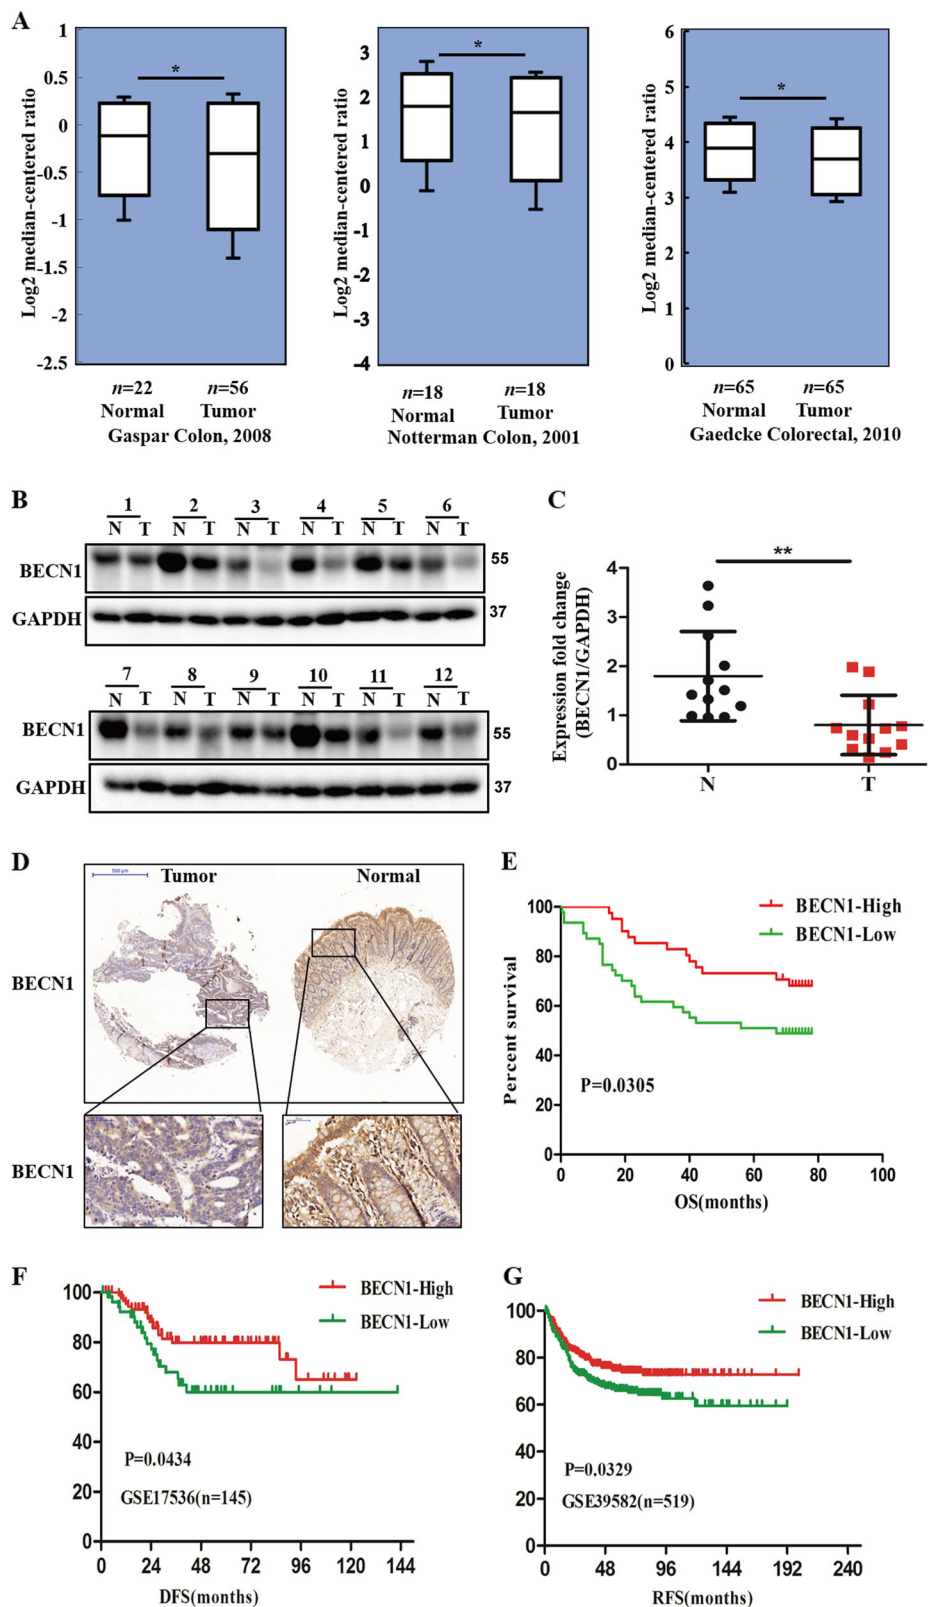 A
Log2 median-centered ratio
1
0.5
0
-0.5
-1
-1.5
-2
-2.5
*
n=22
Normal
n=56
Tumor
Gaspar Colon, 2008
Log2 median-centered ratio
3
2
1
0
-1
-2
-3
-4
*
n=18
Normal
n=18
Tumor
Notterman Colon, 2001
Log2 median-centered ratio
6
5
4
3
2
1
0
*
n=65
Normal
n=65
Tumor
Gaedcke Colorectal, 2010
B
1 2 3 4 5 6
N T N T N T N T N T N T
BECN1 55
GAPDH 37
7 8 9 10 11 12
N T N T N T N T N T N T
BECN1 55
GAPDH 37
C
Expression fold change
(BECN1/GAPDH)
4
3
2
1
0
**
N T
D
500 μm
Tumor Normal
BECN1
BECN1
E
Percent survival
100
80
60
40
20
0
BECN1-High
BECN1-Low
P=0.0305
0 20 40 60 80 100
OS(months)
F
100
80
60
40
20
0
BECN1-High
BECN1-Low
P=0.0434
GSE17536(n=145)
0 24 48 72 96 120 144
DFS(months)
G
100
80
60
40
20
0
BECN1-High
BECN1-Low
P=0.0329
GSE39582(n=519)
0 48 96 144 192 240
RFS(months)